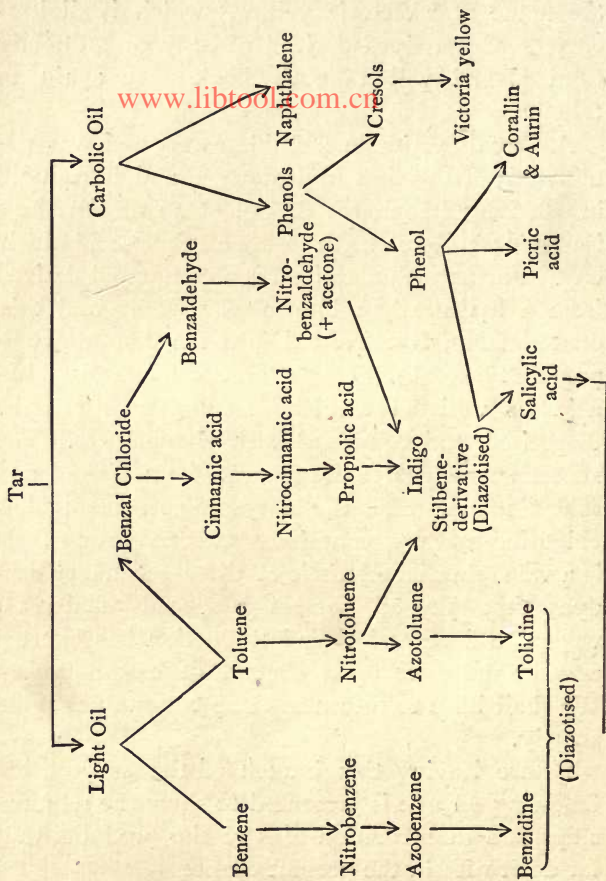 Tar
Light Oil
Carbolic Oil
Benzal Chloride
Benzaldehyde
Benzene
Toluene
Cinnamic acid
Nitro-
benzaldehyde
(+ acetone)
Phenols
Naphthalene
Nitrobenzene
Nitrotoluene
Nitrocinnamic acid
Propiolic acid
Cresols
Azobenzene
Azotoluene
Indigo
Stilbene-
derivative
(Diazotised)
Phenol
Victoria yellow
Benzidine
Tolidine
Salicylic
acid
Picric
acid
Corallin
& Aurin
(Diazotised)
www.libtool.com.cn